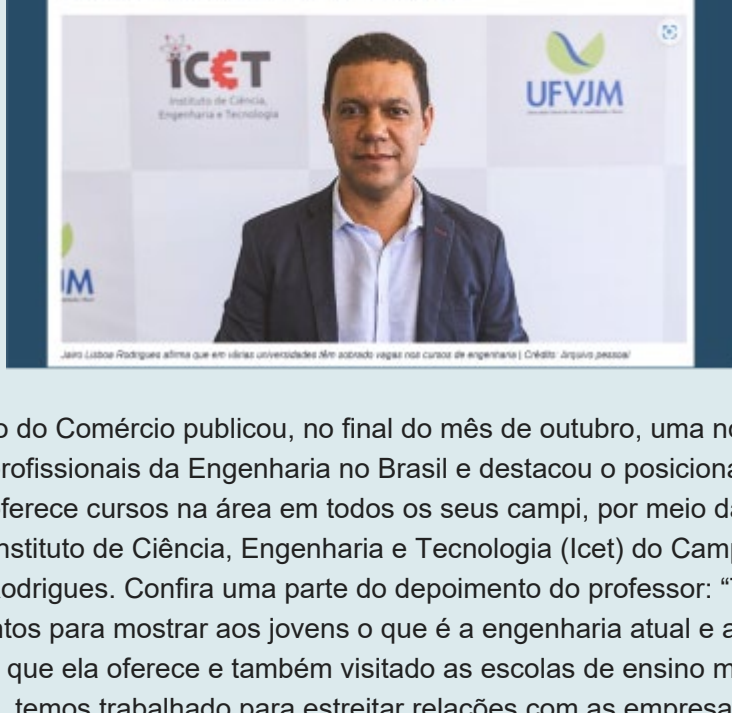 ICET
Instituto de Ciência,
Engenharia e Tecnologia
UFVJM
JM
Jairo Lisboa Rodrigues afirma que em várias universidades têm sobrado vagas nos cursos de engenharia | Crédito: Arquivo pessoal
o do Comércio publicou, no final do mês de outubro, uma no
rofissionais da Engenharia no Brasil e destacou o posiciona
ferece cursos na área em todos os seus campi, por meio da
nstituto de Ciência, Engenharia e Tecnologia (Icet) do Camp
odrigues. Confira uma parte do depoimento do professor: “T
ntos para mostrar aos jovens o que é a engenharia atual e a
que ela oferece e também visitado as escolas de ensino m
temos trabalhado para estreitar relações com as empresa